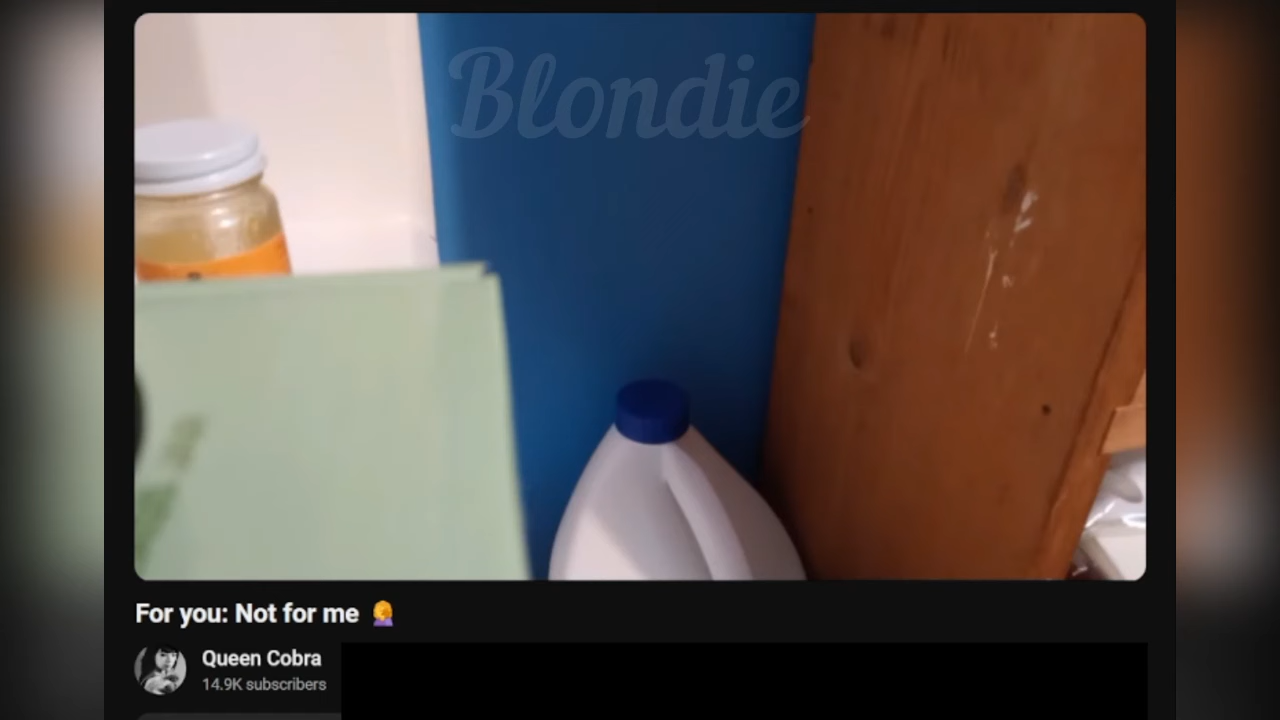 Blondie
For you: Not for me 🤦‍♀️
Queen Cobra
14.9K subscribers